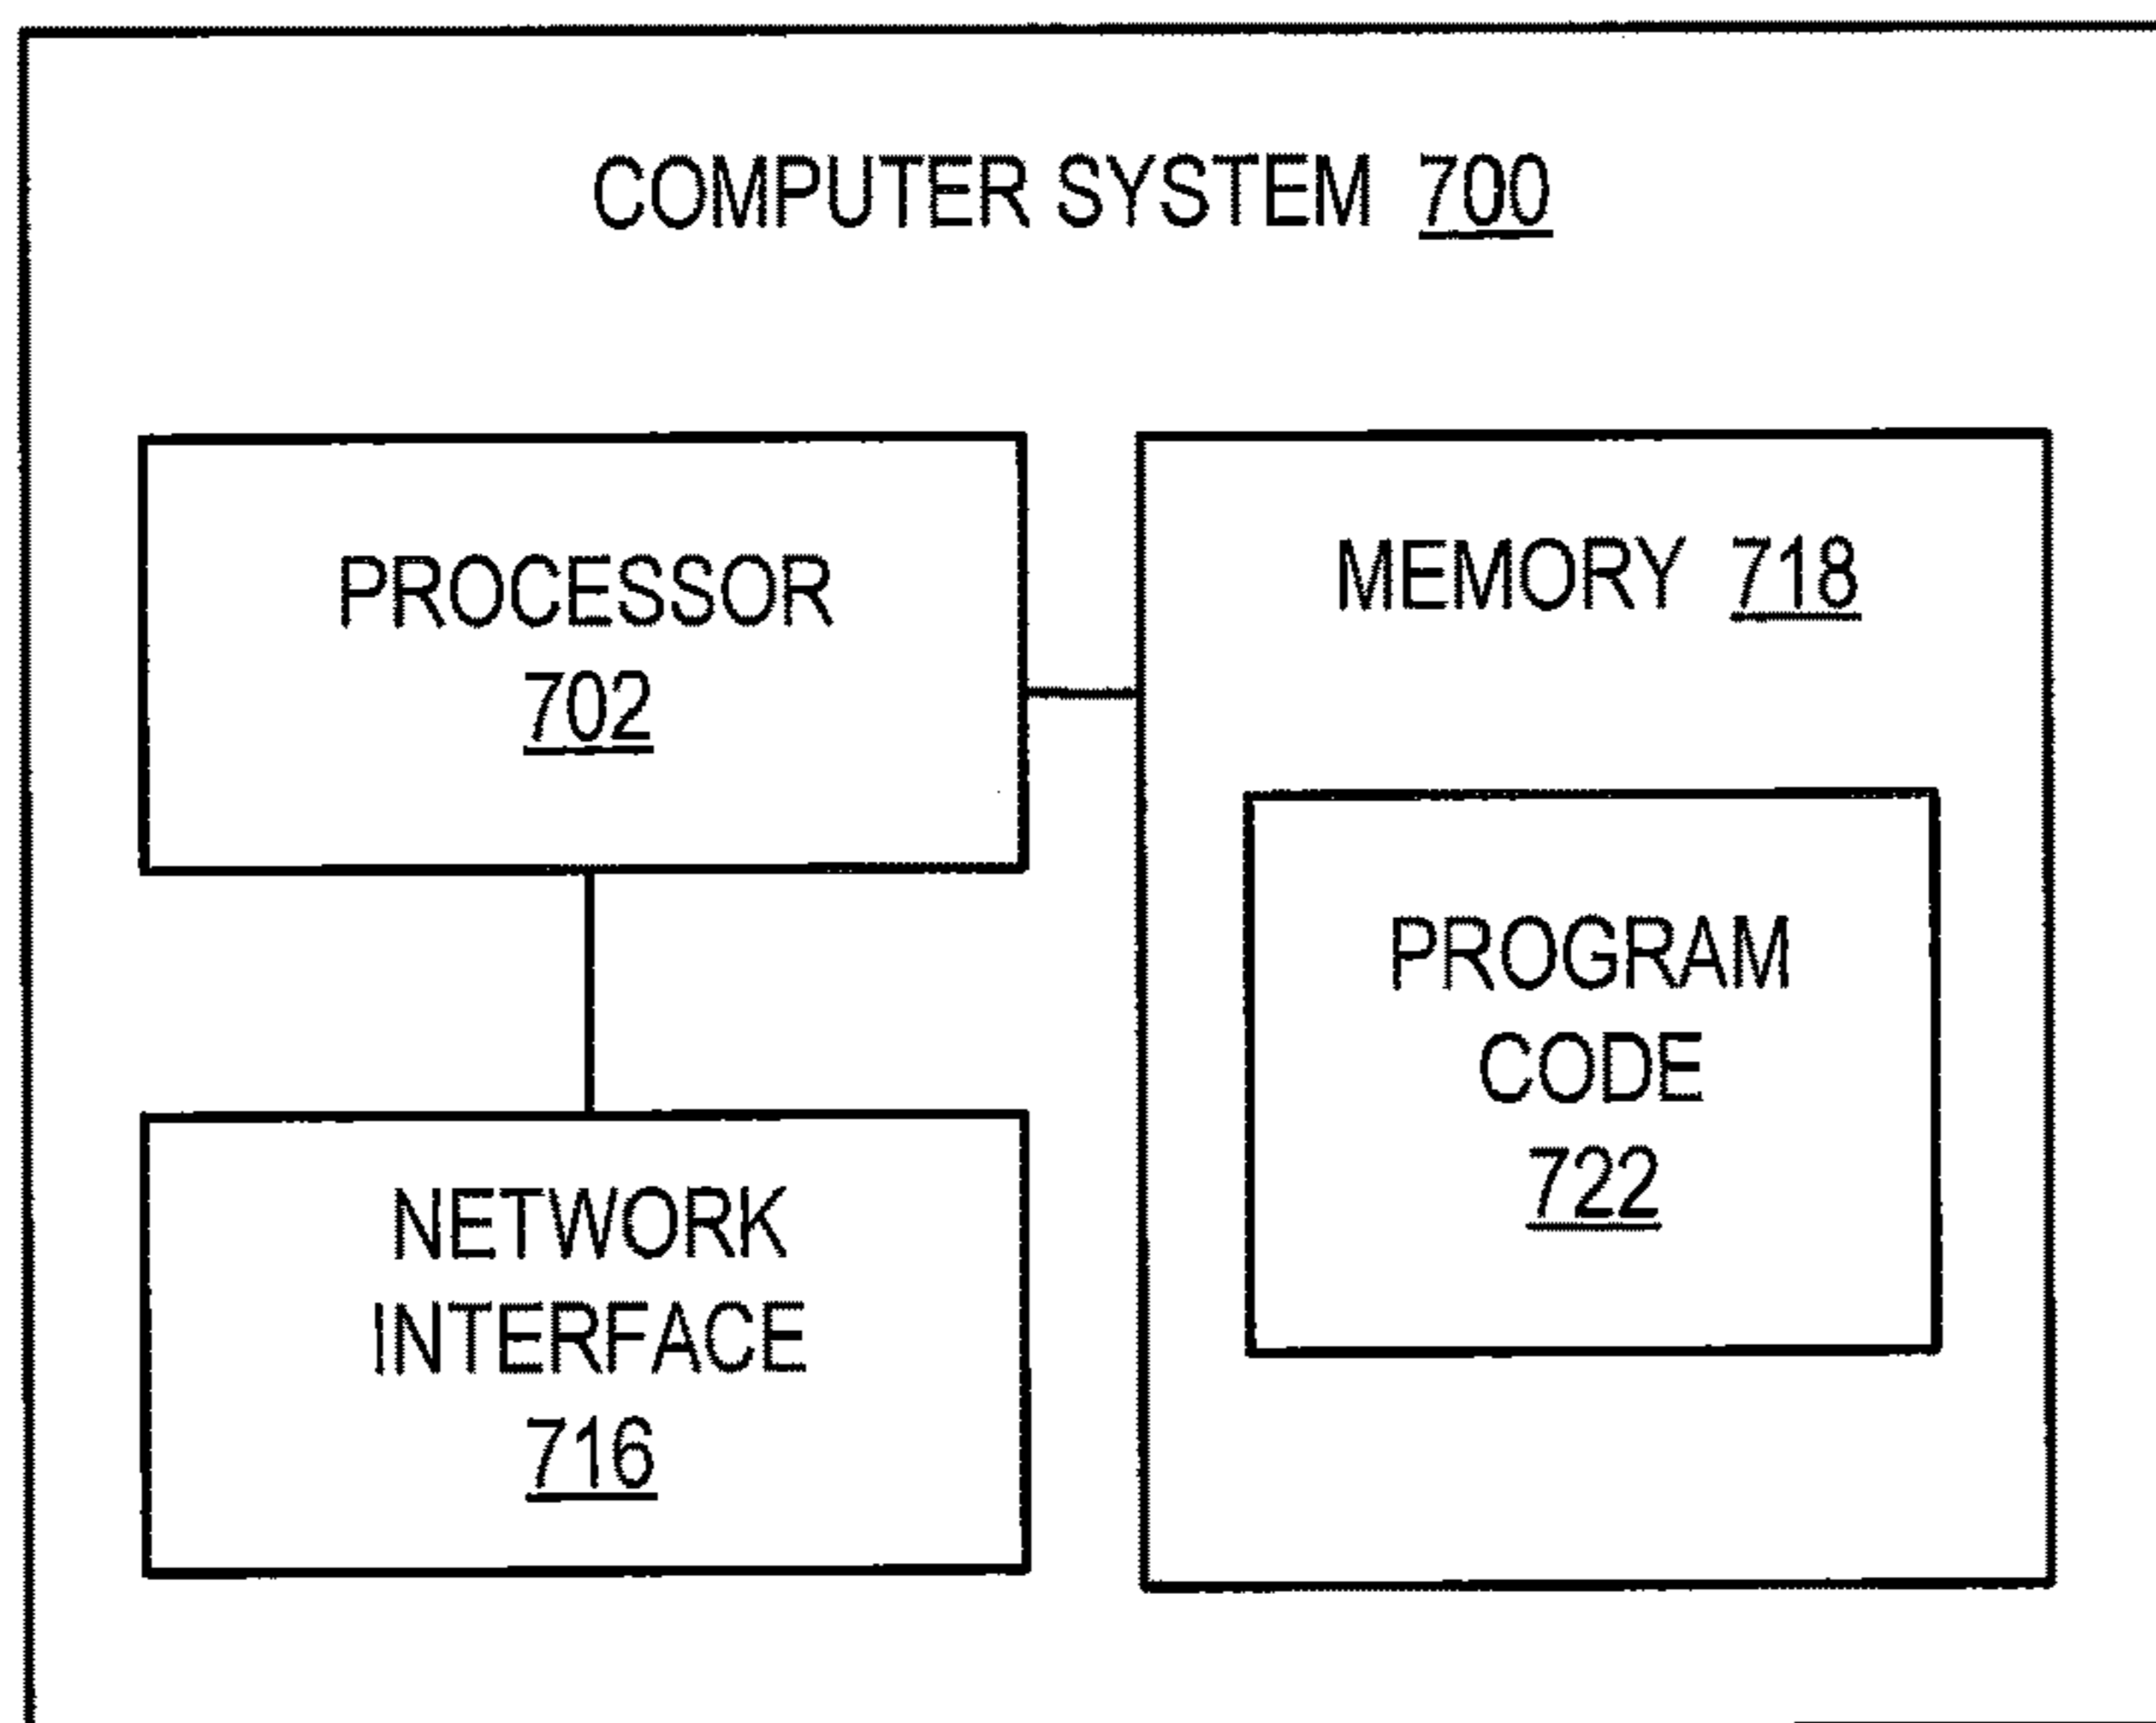 COMPUTER SYSTEM 700
PROCESSOR
702
MEMORY 718
PROGRAM
CODE
722
NETWORK
INTERFACE
716